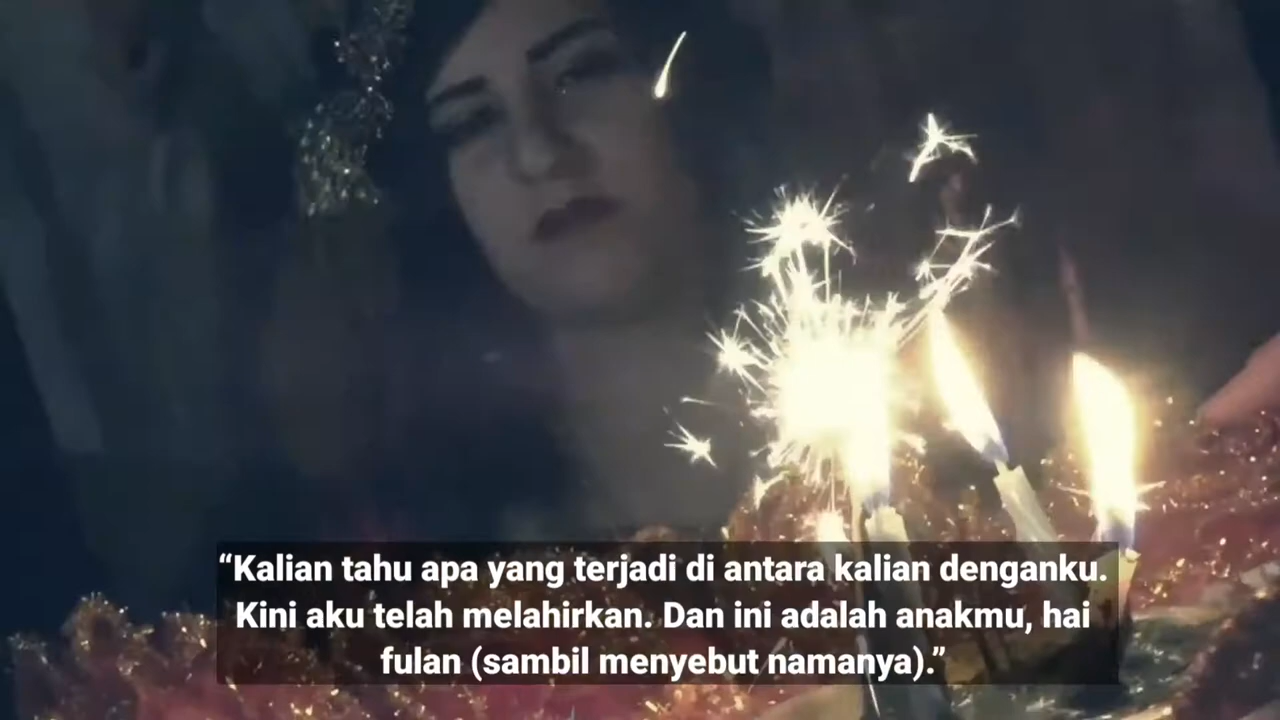 “Kalian tahu apa yang terjadi di antara kalian denganku.
Kini aku telah melahirkan. Dan ini adalah anakmu, hai
fulan (sambil menyebut namanya).”